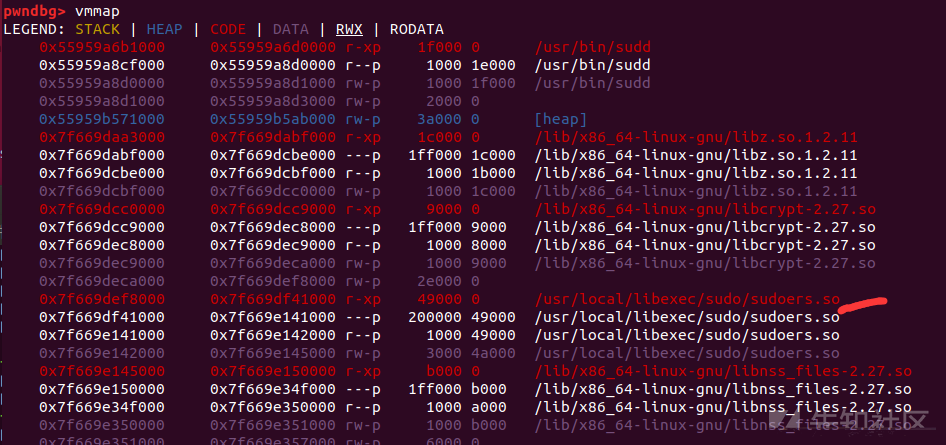 pwndbg> vmmap
LEGEND: STACK | HEAP | CODE | DATA | RWX | RODATA
0x55959a6b1000 0x55959a6d0000 r-xp 1f000 0 /usr/bin/sudd
0x55959a8cf000 0x55959a8d0000 r--p 1000 1e000 /usr/bin/sudd
0x55959a8d0000 0x55959a8d1000 rw-p 1000 1f000 /usr/bin/sudd
0x55959a8d1000 0x55959a8d3000 rw-p 2000 0
0x55959b571000 0x55959b5ab000 rw-p 3a000 0 [heap]
0x7f669daa3000 0x7f669dabf000 r-xp 1c000 0 /lib/x86_64-linux-gnu/libz.so.1.2.11
0x7f669dabf000 0x7f669dcbe000 ---p 1ff000 1c000 /lib/x86_64-linux-gnu/libz.so.1.2.11
0x7f669dcbe000 0x7f669dcbf000 r--p 1000 1b000 /lib/x86_64-linux-gnu/libz.so.1.2.11
0x7f669dcbf000 0x7f669dcc0000 rw-p 1000 1c000 /lib/x86_64-linux-gnu/libz.so.1.2.11
0x7f669dcc0000 0x7f669dcc9000 r-xp 9000 0 /lib/x86_64-linux-gnu/libcrypt-2.27.so
0x7f669dcc9000 0x7f669dec8000 ---p 1ff000 9000 /lib/x86_64-linux-gnu/libcrypt-2.27.so
0x7f669dec8000 0x7f669dec9000 r--p 1000 8000 /lib/x86_64-linux-gnu/libcrypt-2.27.so
0x7f669dec9000 0x7f669deca000 rw-p 1000 9000 /lib/x86_64-linux-gnu/libcrypt-2.27.so
0x7f669deca000 0x7f669def8000 rw-p 2e000 0
0x7f669def8000 0x7f669df41000 r-xp 49000 0 /usr/local/libexec/sudo/sudoers.so
0x7f669df41000 0x7f669e141000 ---p 200000 49000 /usr/local/libexec/sudo/sudoers.so
0x7f669e141000 0x7f669e142000 r--p 1000 49000 /usr/local/libexec/sudo/sudoers.so
0x7f669e142000 0x7f669e145000 rw-p 3000 4a000 /usr/local/libexec/sudo/sudoers.so
0x7f669e145000 0x7f669e150000 r-xp b000 0 /lib/x86_64-linux-gnu/libnss_files-2.27.so
0x7f669e150000 0x7f669e34f000 ---p 1ff000 b000 /lib/x86_64-linux-gnu/libnss_files-2.27.so
0x7f669e34f000 0x7f669e350000 r--p 1000 a000 /lib/x86_64-linux-gnu/libnss_files-2.27.so
0x7f669e350000 0x7f669e351000 rw-p 1000 b000 /lib/x86_64-linux-gnu/libnss_files-2.27.so
0x7f669e351000 0x7f669e357000 rw-p 6000 0